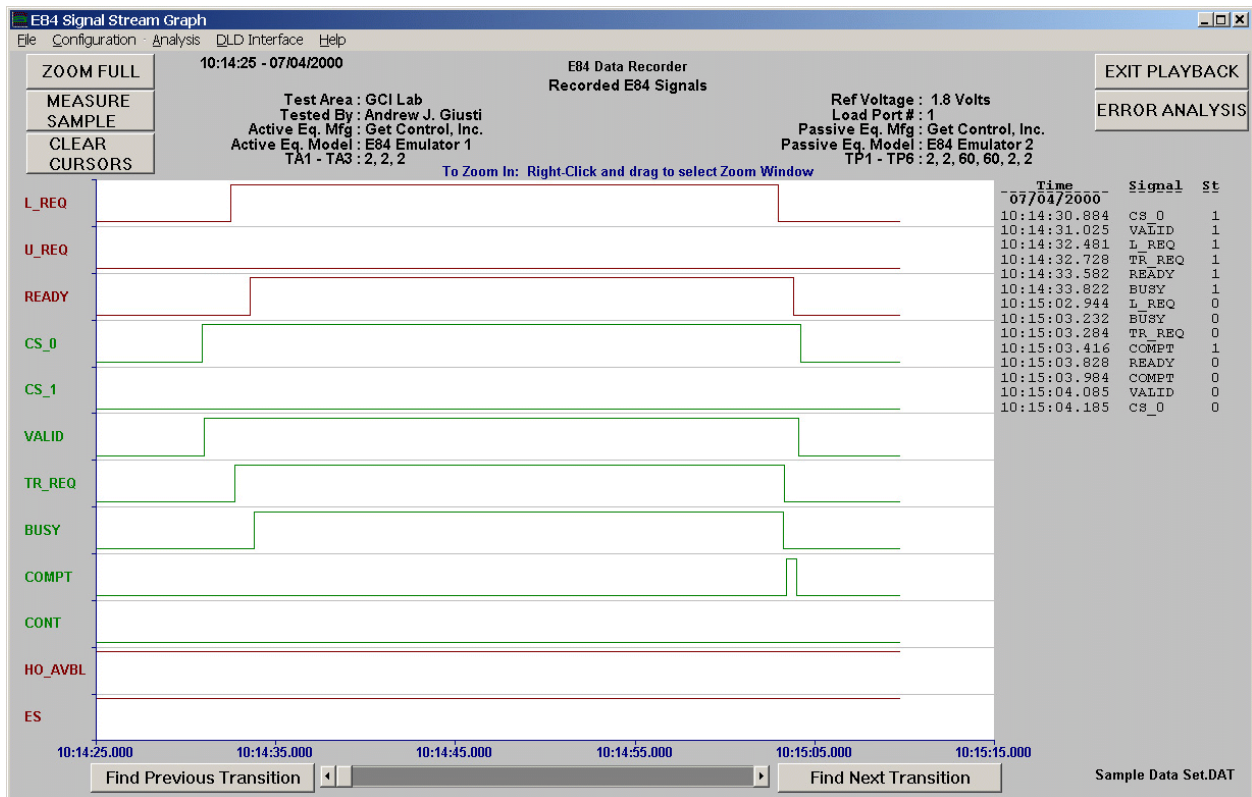 E84 Signal Stream Graph
File Configuration Analysis DLD Interface Help
ZOOM FULL
MEASURE SAMPLE
CLEAR CURSORS
10:14:25 - 07/04/2000
E84 Data Recorder
Recorded E84 Signals
EXIT PLAYBACK
ERROR ANALYSIS
Test Area : GCI Lab
Tested By : Andrew J. Giusti
Active Eq. Mfg : Get Control, Inc.
Active Eq. Model : E84 Emulator 1
TA1 - TA3 : 2, 2, 2
Ref Voltage : 1.8 Volts
Load Port # : 1
Passive Eq. Mfg : Get Control, Inc.
Passive Eq. Model : E84 Emulator 2
TP1 - TP6 : 2, 2, 60, 60, 2, 2
To Zoom In: Right-Click and drag to select Zoom Window
L_REQ
U_REQ
READY
CS_0
CS_1
VALID
TR_REQ
BUSY
COMPT
CONT
HO_AVBL
ES
10:14:25.000 10:14:35.000 10:14:45.000 10:14:55.000 10:15:05.000 10:15:15.000
Time Signal St
07/04/2000
10:14:30.884 CS_0 1
10:14:31.025 VALID 1
10:14:32.481 L_REQ 1
10:14:32.728 TR_REQ 1
10:14:33.582 READY 1
10:14:33.822 BUSY 1
10:15:02.944 L_REQ 0
10:15:03.232 BUSY 0
10:15:03.284 TR_REQ 0
10:15:03.416 COMPT 1
10:15:03.828 READY 0
10:15:03.984 COMPT 0
10:15:04.085 VALID 0
10:15:04.185 CS_0 0
Find Previous Transition
Find Next Transition
Sample Data Set.DAT